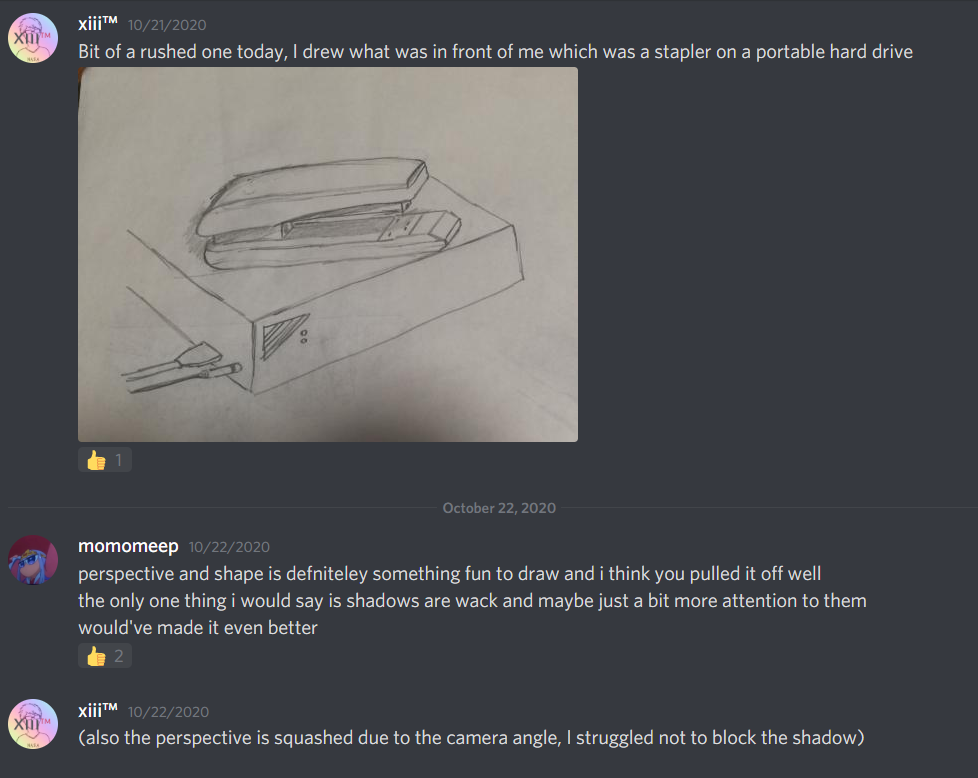 xiii™ 10/21/2020
Bit of a rushed one today, I drew what was in front of me which was a stapler on a portable hard drive
👍 1
October 22, 2020
momomeep 10/22/2020
perspective and shape is defniteley something fun to draw and i think you pulled it off well
the only one thing i would say is shadows are wack and maybe just a bit more attention to them
would've made it even better
👍 2
xiii™ 10/22/2020
(also the perspective is squashed due to the camera angle, I struggled not to block the shadow)